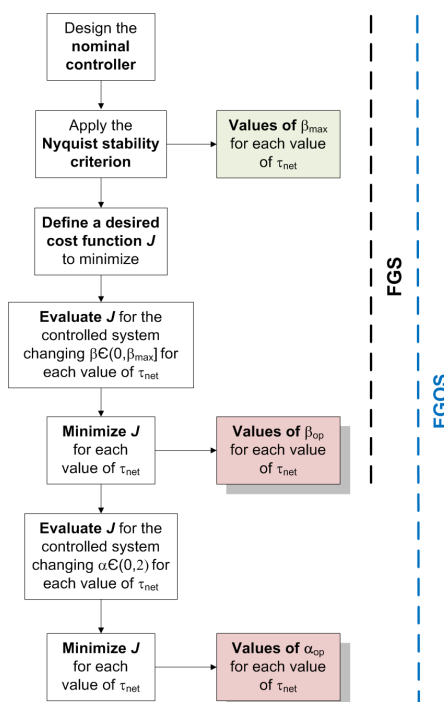 Design the
nominal
controller
Apply the
Nyquist stability
criterion
Values of βmax
for each value
of τnet
Define a desired
cost function J
to minimize
Evaluate J for the
controlled system
changing βЄ(0,βmax] for
each value of τnet
Minimize J
for each
value of τnet
Values of βop
for each value
of τnet
Evaluate J for the
controlled system
changing αЄ(0,2) for
each value of τnet
Minimize J
for each
value of τnet
Values of αop
for each value
of τnet
FGS
FGOS